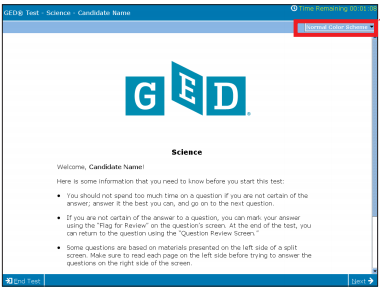 GED® Test - Science - Candidate Name
Time Remaining 00:01:08
Normal Color Scheme
GED
Science
Welcome, Candidate Name!
Here is some information that you need to know before you start this test:
• You should not spend too much time on a question if you are not certain of the
answer; answer it the best you can, and go on to the next question.
• If you are not certain of the answer to a question, you can mark your answer
using the "Flag for Review" on the question's screen. At the end of the test, you
can return to the question using the "Question Review Screen."
• Some questions are based on materials presented on the left side of a split
screen. Make sure to read each page on the left side before trying to answer the
questions on the right side of the screen.
End Test
Next